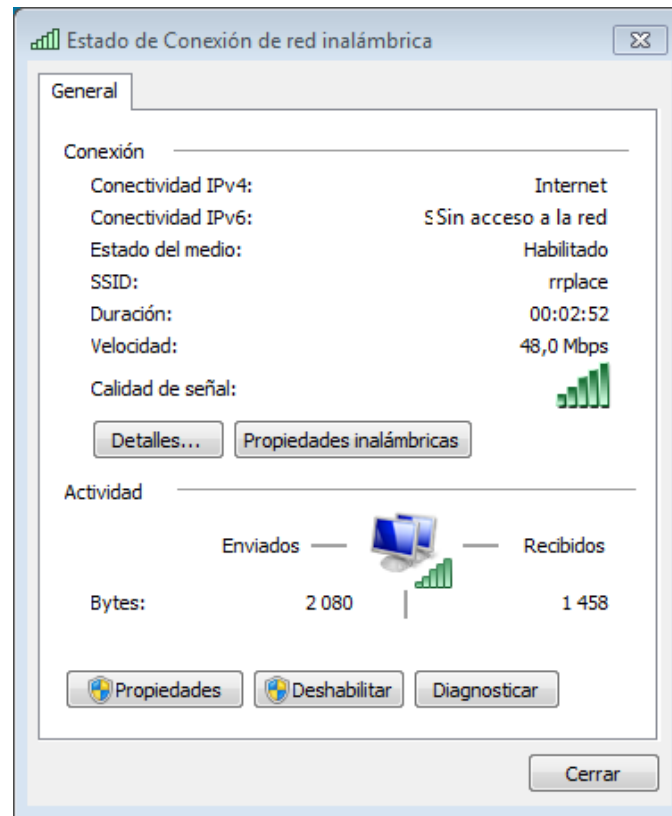 Estado de Conexión de red inalámbrica
General
Conexión
Conectividad IPv4: Internet
Conectividad IPv6: Sin acceso a la red
Estado del medio: Habilitado
SSID: rrplace
Duración: 00:02:52
Velocidad: 48,0 Mbps
Calidad de señal:
Detalles... Propiedades inalámbricas
Actividad
Enviados Recibidos
Bytes: 2 080 1 458
Propiedades Deshabilitar Diagnosticar
Cerrar